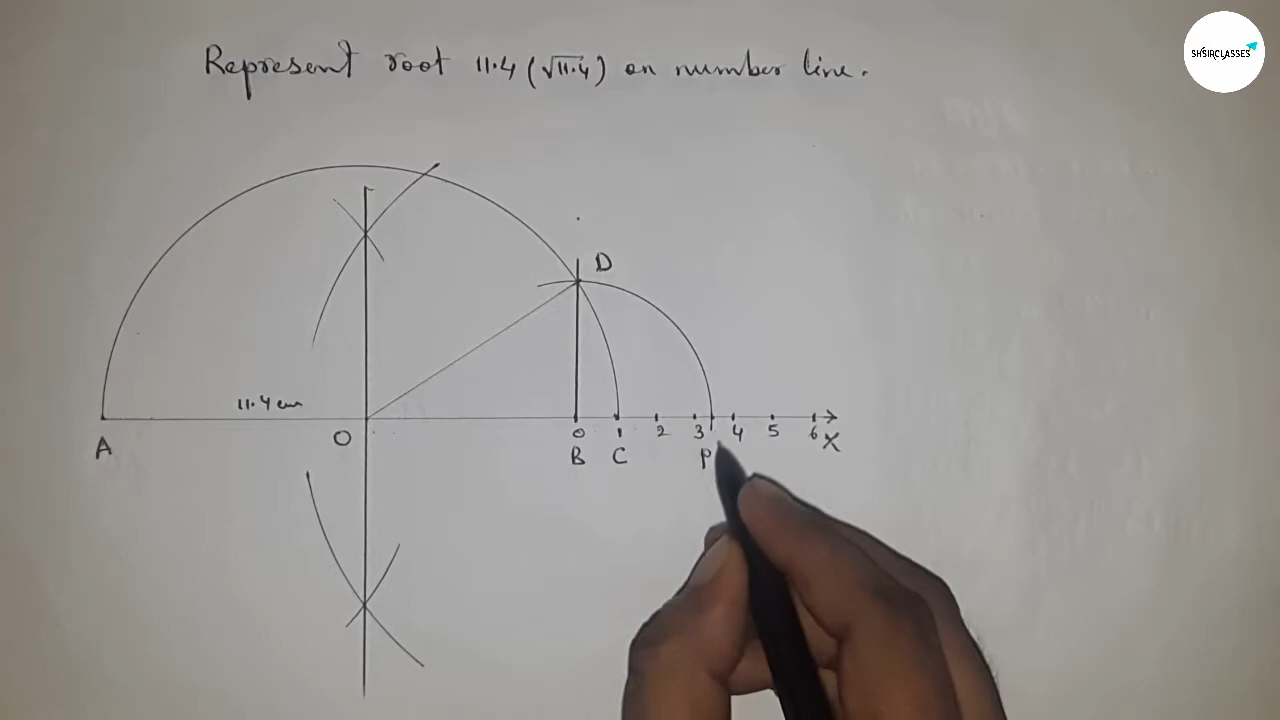 Represent root 11.4 (√11.4) on number line.
SHSIRCLASSES
D
11.4 cm
A O 0 1 2 3 4 5 6 X
B C P